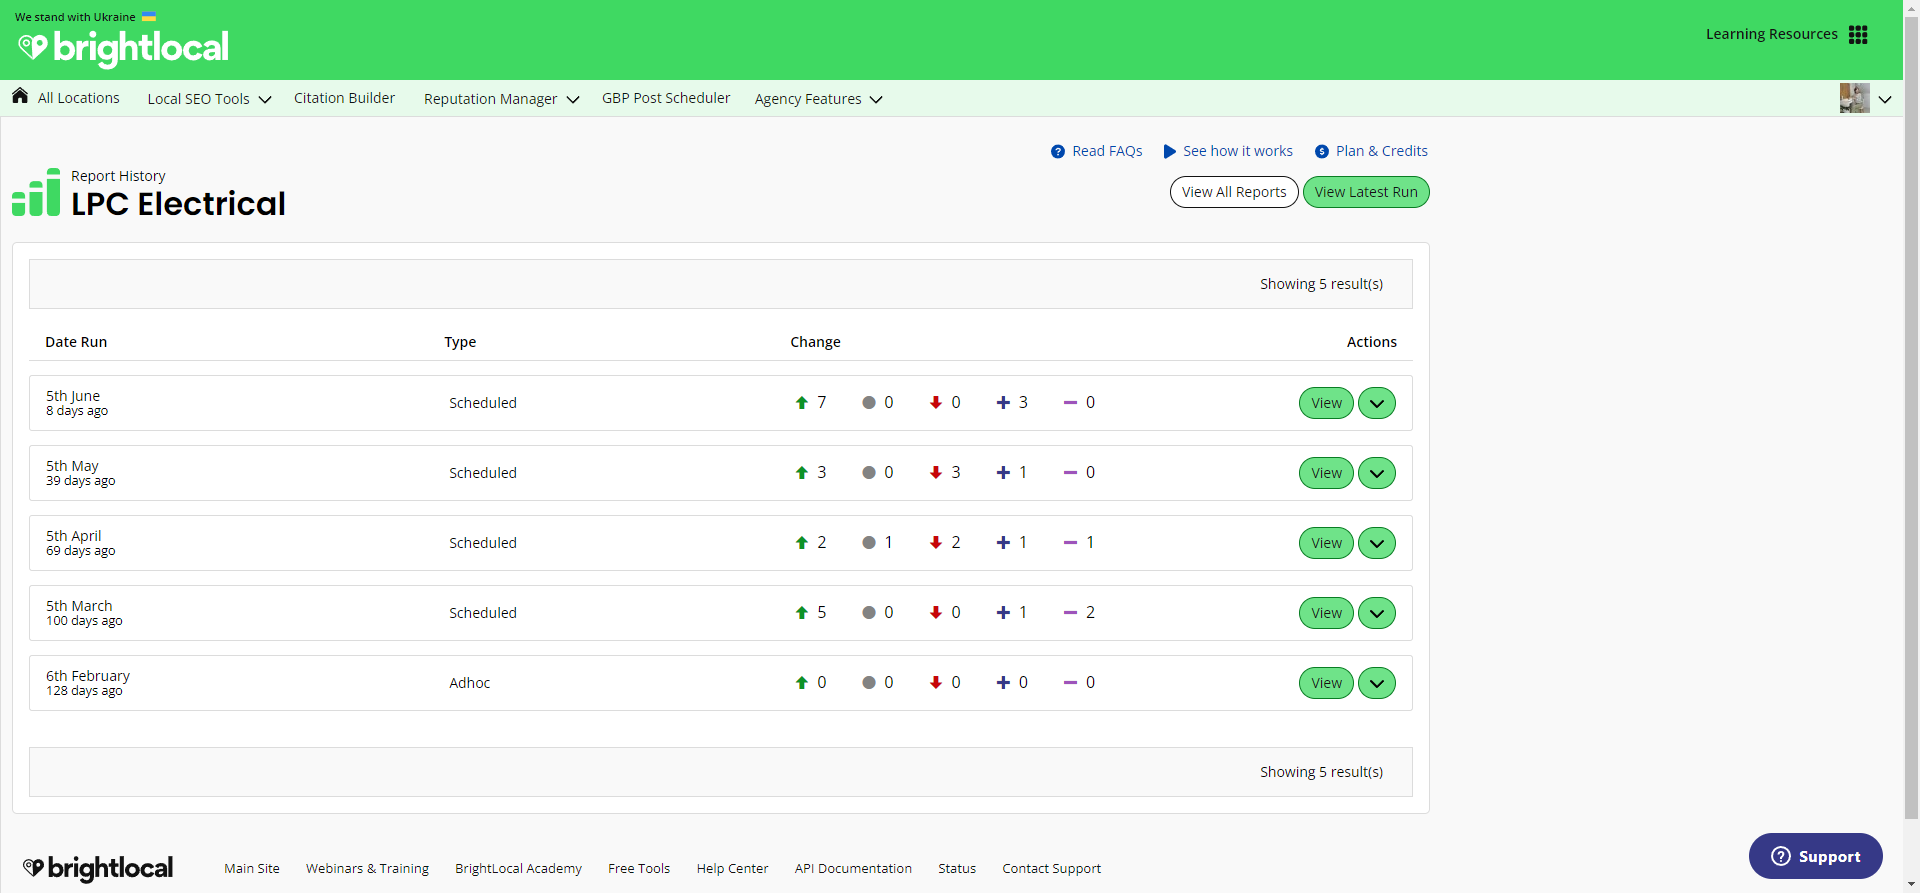 We stand with Ukraine
brightlocal
Learning Resources
All Locations Local SEO Tools Citation Builder Reputation Manager GBP Post Scheduler Agency Features
Read FAQs See how it works Plan & Credits
Report History
LPC Electrical
View All Reports View Latest Run
Showing 5 result(s)
Date Run Type Change Actions
5th June
8 days ago
Scheduled 7 0 0 3 0 View
5th May
39 days ago
Scheduled 3 0 3 1 0 View
5th April
69 days ago
Scheduled 2 1 2 1 1 View
5th March
100 days ago
Scheduled 5 0 0 1 2 View
6th February
128 days ago
Adhoc 0 0 0 0 0 View
Showing 5 result(s)
brightlocal Main Site Webinars & Training BrightLocal Academy Free Tools Help Center API Documentation Status Contact Support
Support